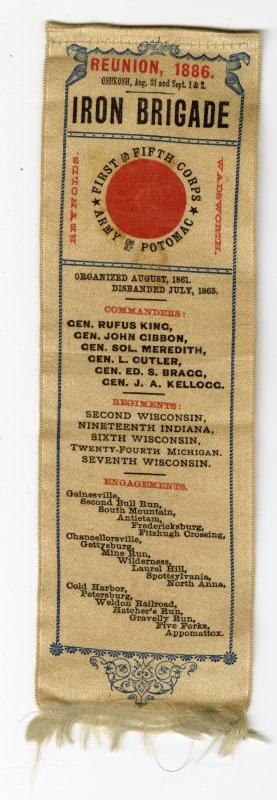 REUNION, 1886.
OSHKOSH, Aug. 31 and Sept. 1 & 2.
IRON BRIGADE
REYNOLDS.
FIRST & FIFTH CORPS
★ ARMY OF POTOMAC ★
WADSWORTH.
ORGANIZED AUGUST, 1861.
DISBANDED JULY, 1865.
COMMANDERS:
GEN. RUFUS KING,
GEN. JOHN GIBBON,
GEN. SOL. MEREDITH,
GEN. L. CUTLER,
GEN. ED. S. BRAGG,
GEN. J. A. KELLOGG.
REGIMENTS:
SECOND WISCONSIN,
NINETEENTH INDIANA,
SIXTH WISCONSIN,
TWENTY-FOURTH MICHIGAN.
SEVENTH WISCONSIN.
ENGAGEMENTS.
Gainesville,
Second Bull Run,
South Mountain,
Antietam,
Fredericksburg,
Fitzhugh Crossing,
Chancellorsville,
Gettysburg,
Mine Run,
Wilderness,
Laurel Hill,
Spottsylvania,
North Anna,
Cold Harbor,
Petersburg,
Weldon Railroad,
Hatcher's Run,
Gravelly Run,
Five Forks,
Appomattox.